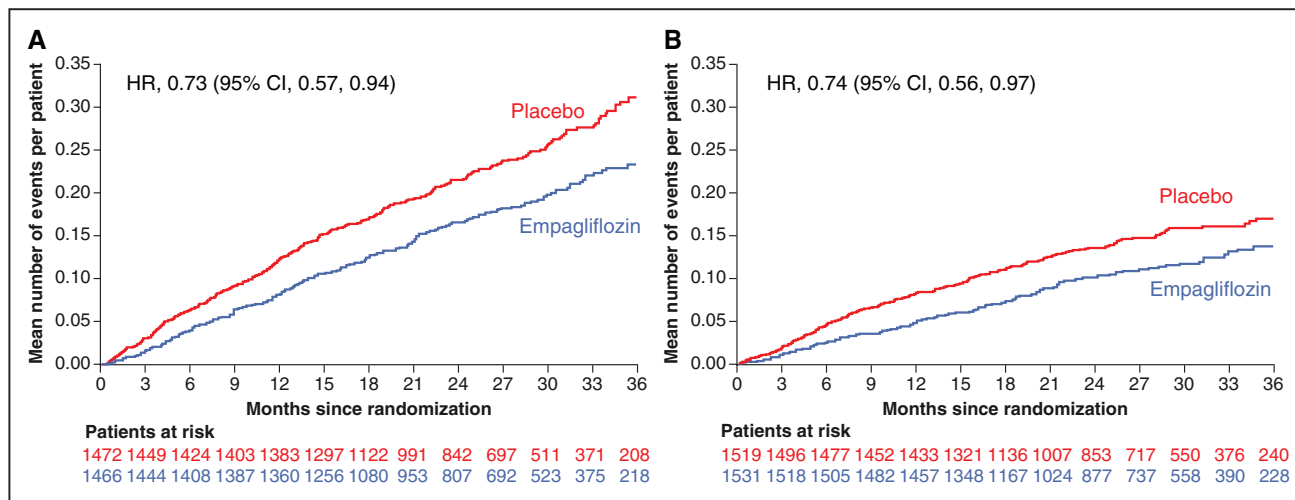 A
Mean number of events per patient
0.35
0.30
0.25
0.20
0.15
0.10
0.05
0.00
HR, 0.73 (95% CI, 0.57, 0.94)
Placebo
Empagliflozin
0 3 6 9 12 15 18 21 24 27 30 33 36
Months since randomization
Patients at risk
1472 1449 1424 1403 1383 1297 1122 991 842 697 511 371 208
1466 1444 1408 1387 1360 1256 1080 953 807 692 523 375 218
B
Mean number of events per patient
0.35
0.30
0.25
0.20
0.15
0.10
0.05
0.00
HR, 0.74 (95% CI, 0.56, 0.97)
Placebo
Empagliflozin
0 3 6 9 12 15 18 21 24 27 30 33 36
Months since randomization
Patients at risk
1519 1496 1477 1452 1433 1321 1136 1007 853 717 550 376 240
1531 1518 1505 1482 1457 1348 1167 1024 877 737 558 390 228